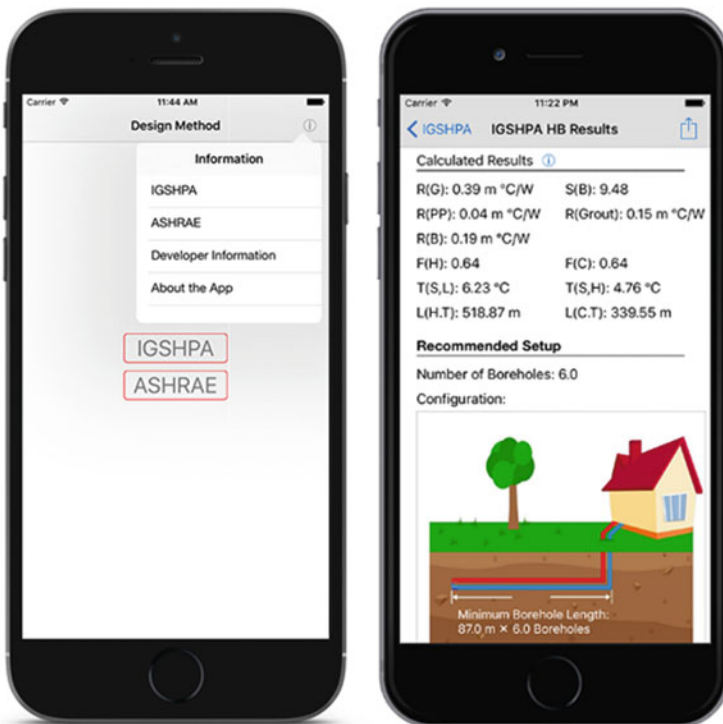 Carrier 11:44 AM
Design Method
Information
IGSHPA
ASHRAE
Developer Information
About the App
IGSHPA
ASHRAE
Carrier 11:22 PM
IGSHPA IGSHPA HB Results
Calculated Results
R(G): 0.39 m °C/W S(B): 9.48
R(PP): 0.04 m °C/W R(Grout): 0.15 m °C/W
R(B): 0.19 m °C/W
F(H): 0.64 F(C): 0.64
T(S,L): 6.23 °C T(S,H): 4.76 °C
L(H.T): 518.87 m L(C.T): 339.55 m
Recommended Setup
Number of Boreholes: 6.0
Configuration:
Minimum Borehole Length:
87.0 m × 6.0 Boreholes